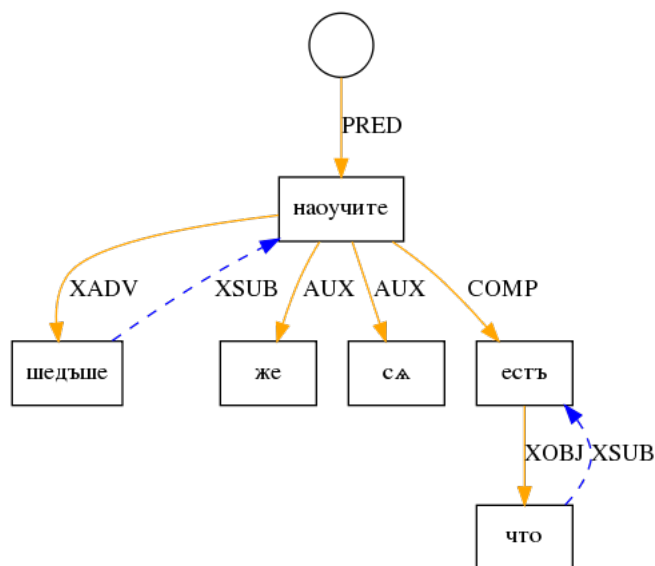 PRED
наоучите
XADV XSUB AUX AUX COMP
шедъше же сѧ естъ
XOBJ XSUB
что